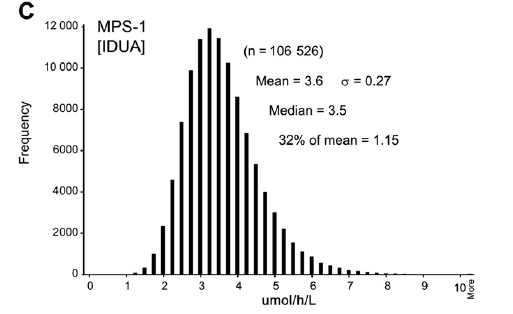 C
MPS-1
[IDUA]
(n = 106 526)
Mean = 3.6 σ = 0.27
Median = 3.5
32% of mean = 1.15
Frequency
12 000
10 000
8000
6000
4000
2000
0
0 1 2 3 4 5 6 7 8 9 10 More
umol/h/L